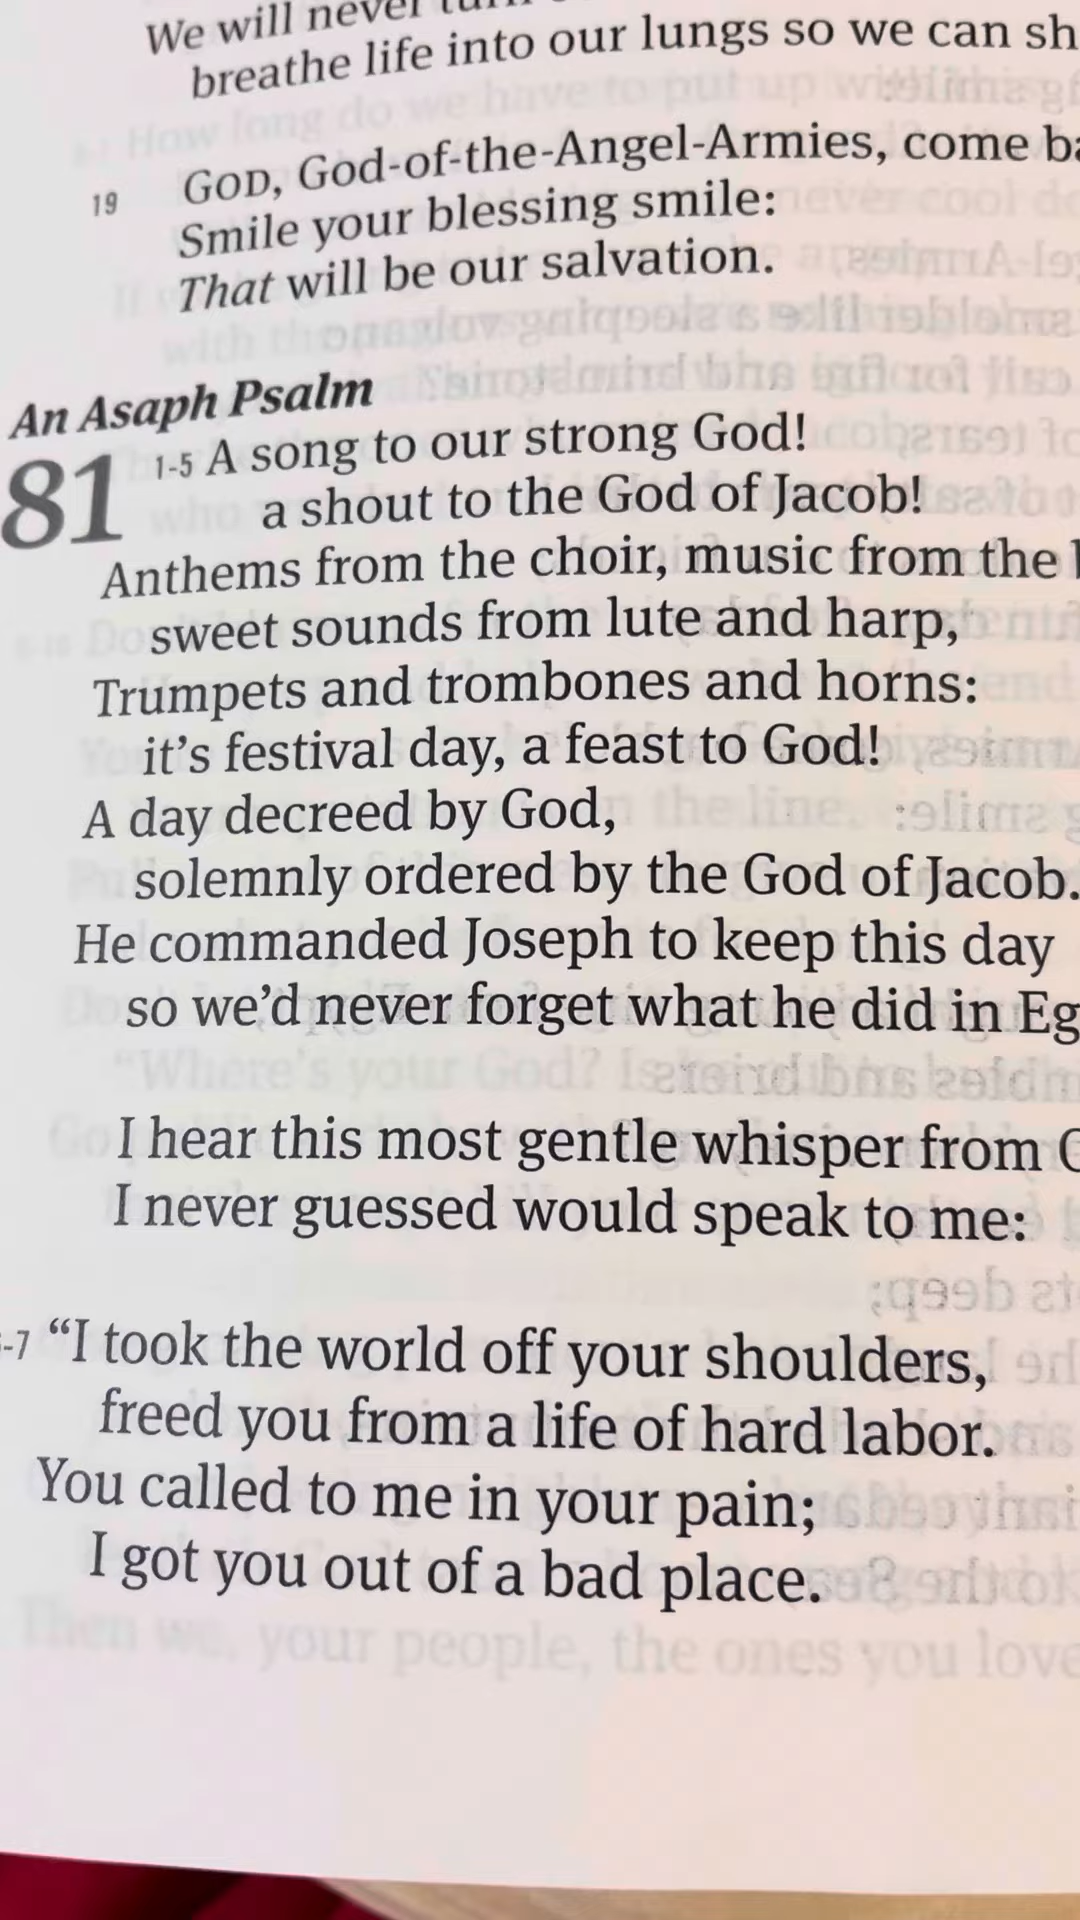 We will never
breathe life into our lungs so we can sh
19 GOD, God-of-the-Angel-Armies, come ba
Smile your blessing smile:
That will be our salvation.
An Asaph Psalm
81 1-5 A song to our strong God!
a shout to the God of Jacob!
Anthems from the choir, music from the
sweet sounds from lute and harp,
Trumpets and trombones and horns:
it's festival day, a feast to God!
A day decreed by God,
solemnly ordered by the God of Jacob.
He commanded Joseph to keep this day
so we'd never forget what he did in Eg
I hear this most gentle whisper from
I never guessed would speak to me:
-7 “I took the world off your shoulders,
freed you from a life of hard labor.
You called to me in your pain;
I got you out of a bad place.